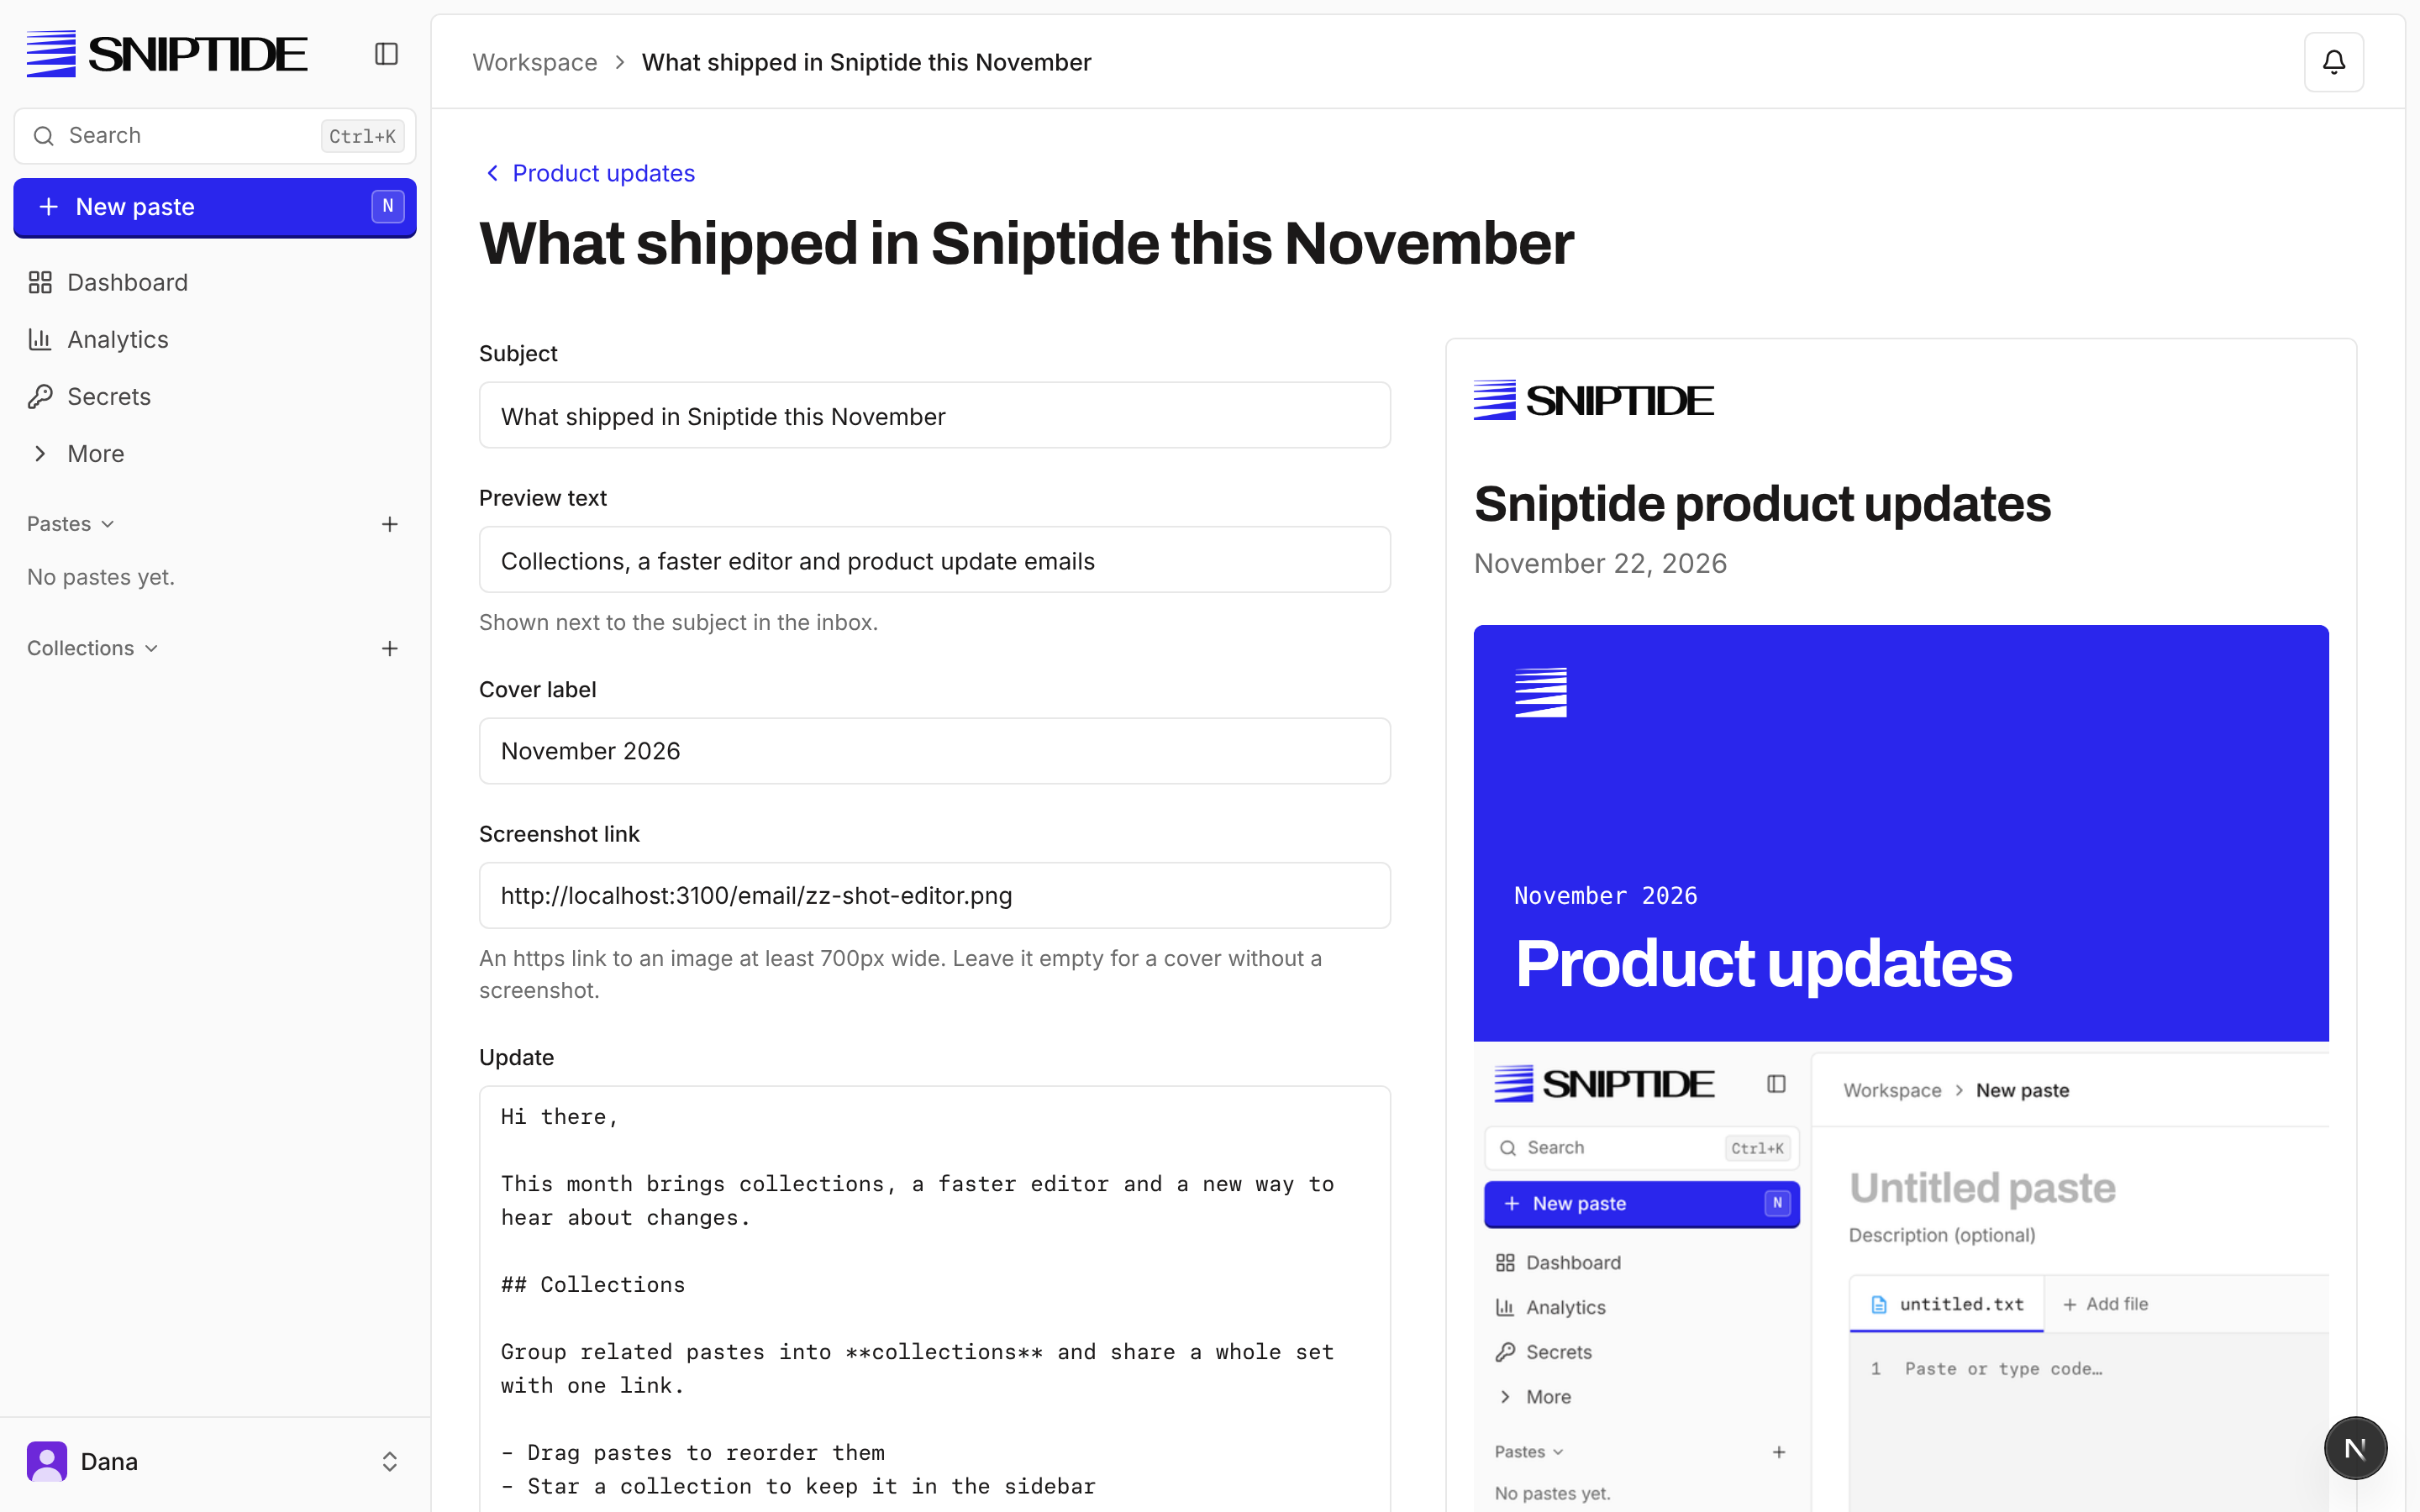 SNIPTIDE
Search
Ctrl+K
New paste
N
Dashboard
Analytics
Secrets
More
Pastes
No pastes yet.
Collections
Dana
Workspace
What shipped in Sniptide this November
Product updates
What shipped in Sniptide this November
Subject
What shipped in Sniptide this November
Preview text
Collections, a faster editor and product update emails
Shown next to the subject in the inbox.
Cover label
November 2026
Screenshot link
http://localhost:3100/email/zz-shot-editor.png
An https link to an image at least 700px wide. Leave it empty for a cover without a
screenshot.
Update
Hi there,
This month brings collections, a faster editor and a new way to
hear about changes.
## Collections
Group related pastes into **collections** and share a whole set
with one link.
- Drag pastes to reorder them
- Star a collection to keep it in the sidebar
SNIPTIDE
Sniptide product updates
November 22, 2026
November 2026
Product updates
SNIPTIDE
Search
Ctrl+K
New paste
N
Dashboard
Analytics
Secrets
More
Pastes
No pastes yet.
Workspace
New paste
Untitled paste
Description (optional)
untitled.txt
+ Add file
1
Paste or type code…
N